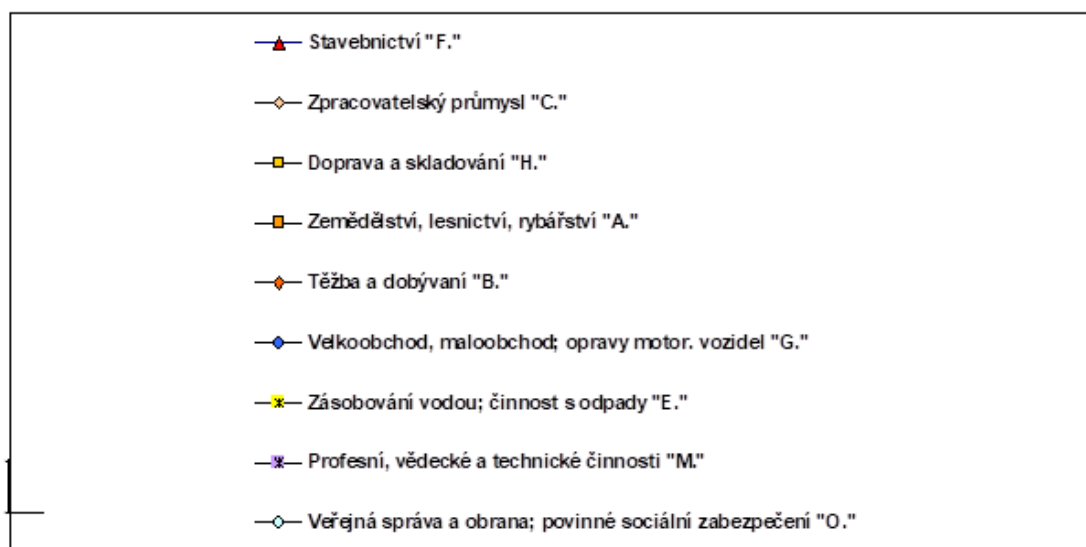 Stavebnictví "F."
Zpracovatelský průmysl "C."
Doprava a skladování "H."
Zemědělství, lesnictví, rybářství "A."
Těžba a dobývaní "B."
Velkoobchod, maloobchod; opravy motor. vozidel "G."
Zásobování vodou; činnost s odpady "E."
Profesní, vědecké a technické činnosti "M."
Veřejná správa a obrana; povinné sociální zabezpečení "O."